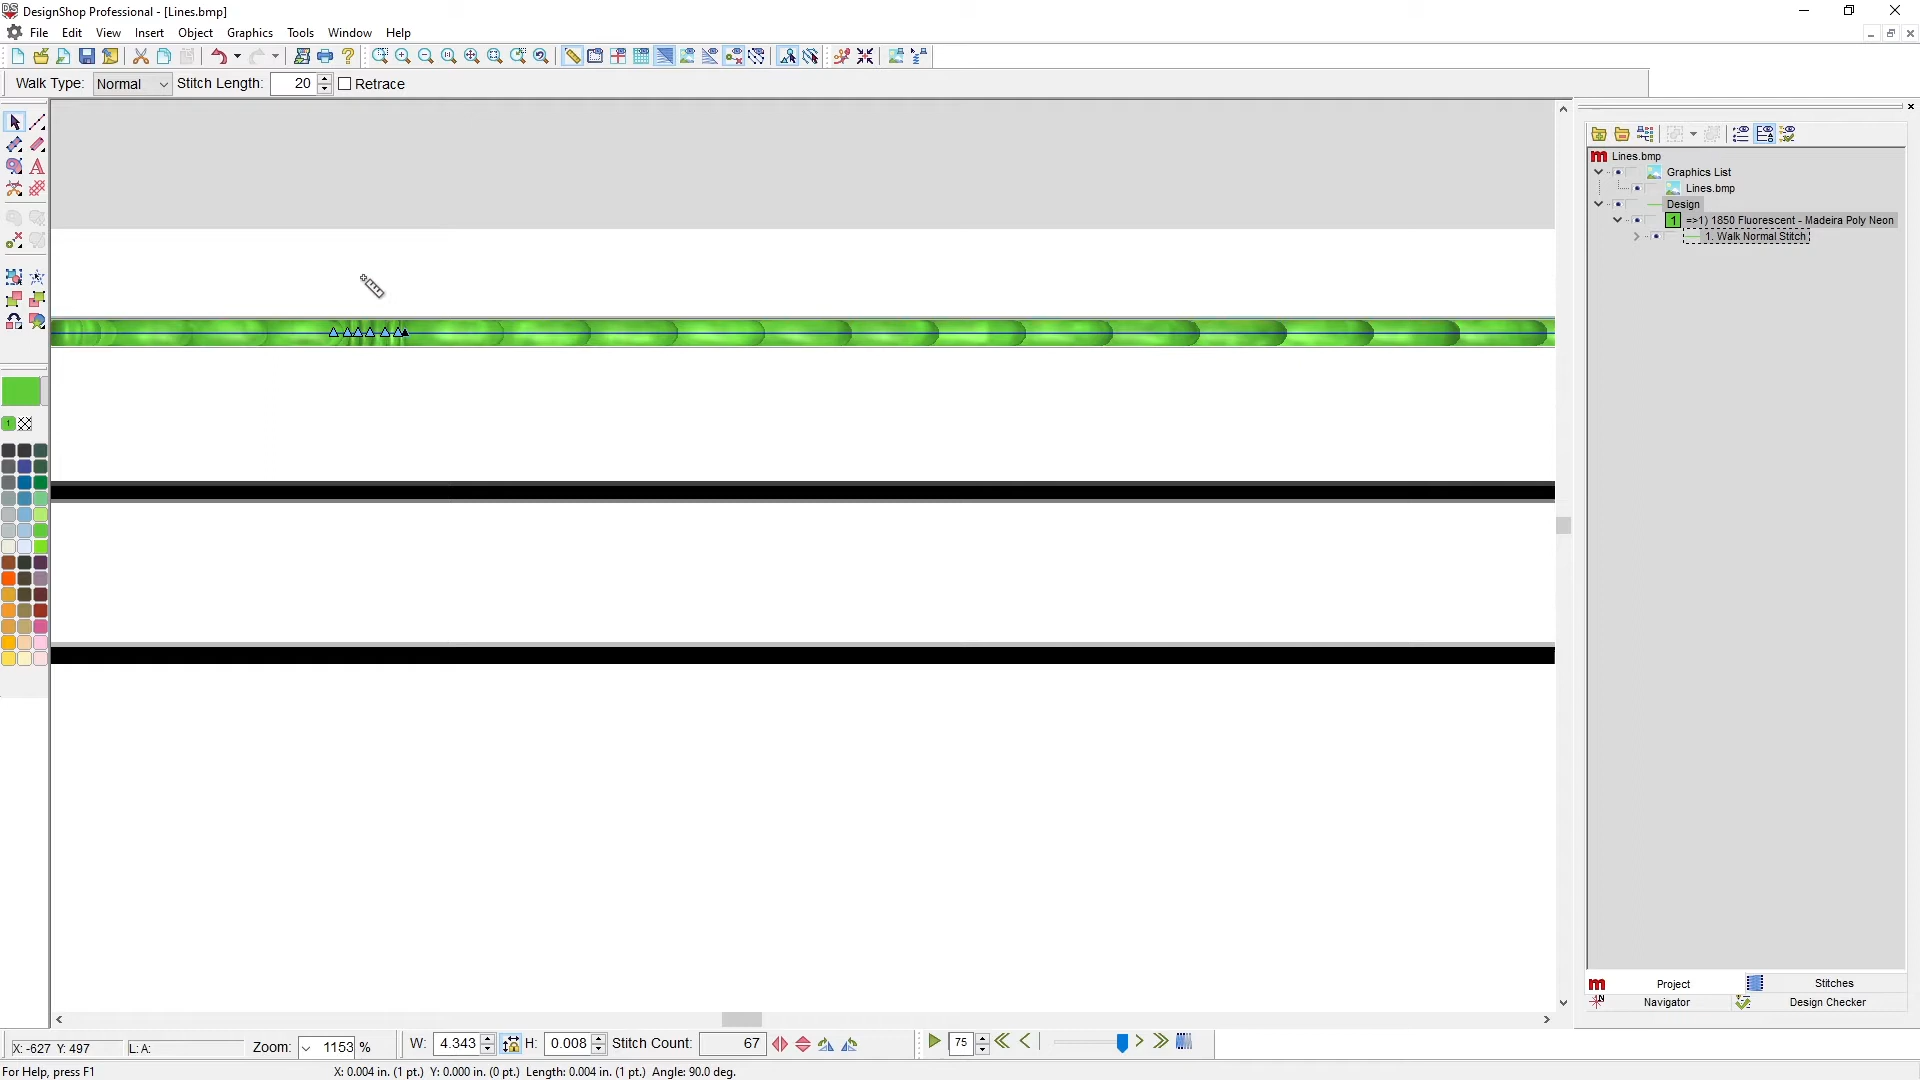 DesignShop Professional - [Lines.bmp]
File Edit View Insert Object Graphics Tools Window Help
Walk Type: Normal Stitch Length: 20 Retrace
Lines.bmp
Graphics List
Lines.bmp
Design
1 =>1) 1850 Fluorescent - Madeira Poly Neon
1. Walk Normal Stitch
1
Project Stitches
Navigator Design Checker
X: -627 Y: 497 L: A: Zoom: 1153 % W: 4.343 H: 0.008 Stitch Count: 67 75
For Help, press F1 X: 0.004 in. (1 pt.) Y: 0.000 in. (0 pt.) Length: 0.004 in. (1 pt.) Angle: 90.0 deg.